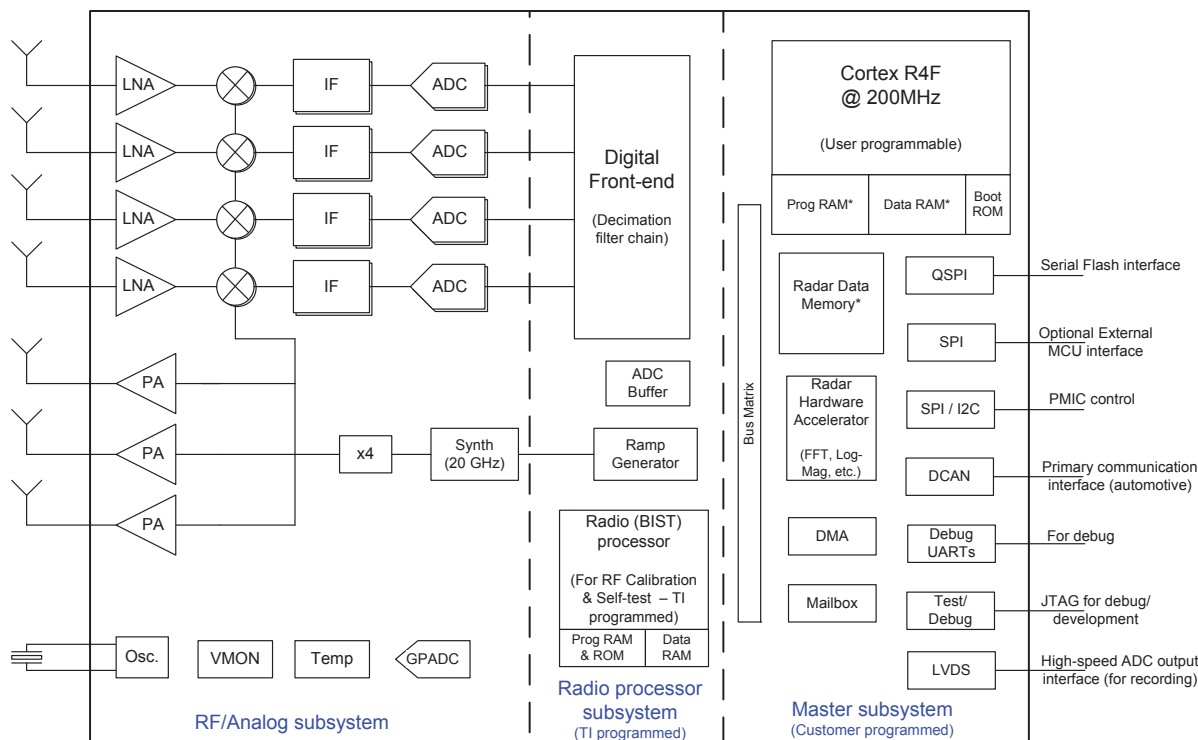 LNA
IF
ADC
LNA
IF
ADC
LNA
IF
ADC
LNA
IF
ADC
PA
PA
PA
x4
Synth
(20 GHz)
Osc.
VMON
Temp
GPADC
RF/Analog subsystem
Digital
Front-end
(Decimation
filter chain)
ADC
Buffer
Ramp
Generator
Radio (BIST)
processor
(For RF Calibration
& Self-test – TI
programmed)
Prog RAM
& ROM
Data
RAM
Radio processor
subsystem
(TI programmed)
Cortex R4F
@ 200MHz
(User programmable)
Prog RAM*
Data RAM*
Boot
ROM
Bus Matrix
Radar Data
Memory*
Radar
Hardware
Accelerator
(FFT, Log-
Mag, etc.)
DMA
Mailbox
QSPI
Serial Flash interface
SPI
Optional External
MCU interface
SPI / I2C
PMIC control
DCAN
Primary communication
interface (automotive)
Debug
UARTs
For debug
Test/
Debug
JTAG for debug/
development
LVDS
High-speed ADC output
interface (for recording)
Master subsystem
(Customer programmed)